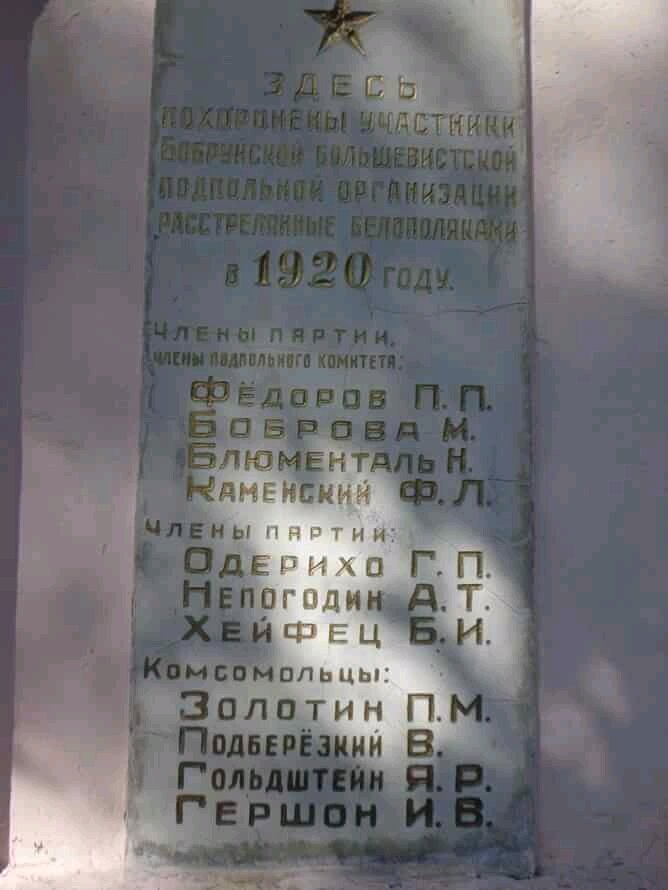 ЗДЕСЬ
ПОХОРОНЕНЫ УЧАСТНИКИ
БОБРУЙСКОЙ БОЛЬШЕВИСТСКОЙ
ПОДПОЛЬНОЙ ОРГАНИЗАЦИИ
РАССТРЕЛЯННЫЕ БЕЛОПОЛЯКАМИ
В 1920 ГОДУ.
ЧЛЕНЫ ПАРТИИ,
ЧЛЕНЫ ПОДПОЛЬНОГО КОМИТЕТА:
ФЁДОРОВ П.П.
БОБРОВА М.
БЛЮМЕНТАЛЬ Н.
КАМЕНСКИЙ Ф.Л.
ЧЛЕНЫ ПАРТИИ:
ОДЕРИХО Г.П.
НЕПОГОДИН А.Т.
ХЕЙФЕЦ Б.И.
КОМСОМОЛЬЦЫ:
ЗОЛОТИН П.М.
ПОДБЕРЁЗКИЙ В.
ГОЛЬДШТЕЙН Я.Р.
ГЕРШОН И.В.